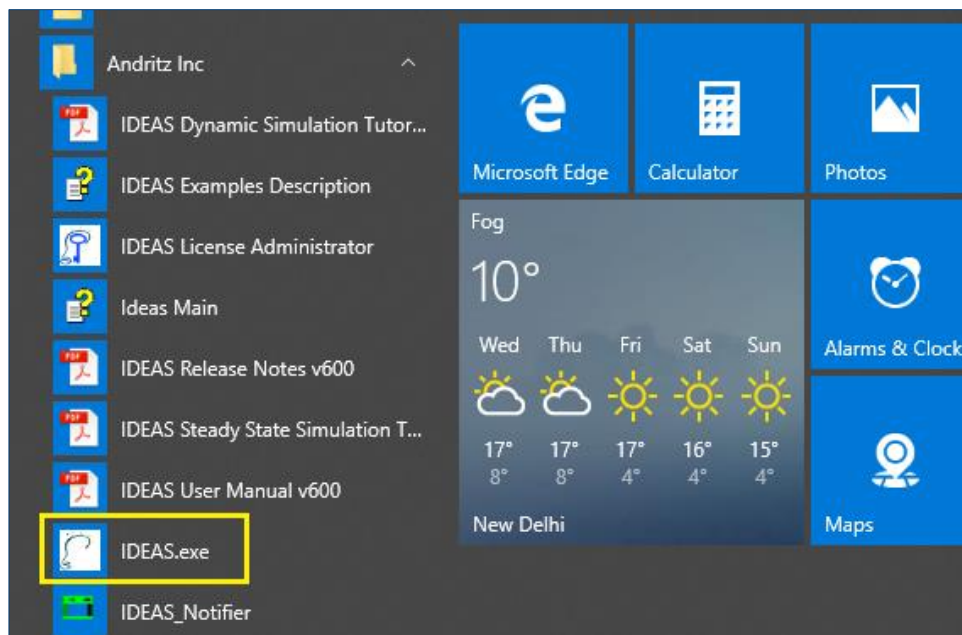 Andritz Inc
IDEAS Dynamic Simulation Tutor...
IDEAS Examples Description
IDEAS License Administrator
Ideas Main
IDEAS Release Notes v600
IDEAS Steady State Simulation T...
IDEAS User Manual v600
IDEAS.exe
IDEAS_Notifier
Microsoft Edge
Calculator
Photos
Fog
10°
Wed Thu Fri Sat Sun
17° 17° 17° 16° 15°
8° 8° 4° 4° 4°
New Delhi
Alarms & Clock
Maps